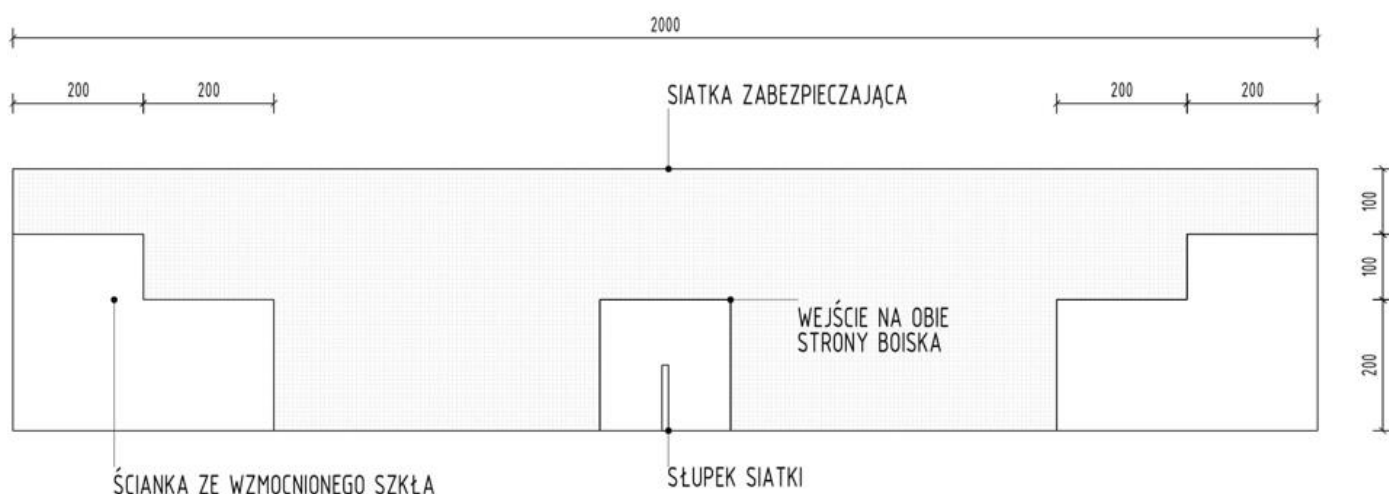 2000
200
200
200
200
SIATKA ZABEZPIECZAJĄCA
100
100
200
WEJŚCIE NA OBIE
STRONY BOISKA
ŚCIANKA ZE WZMOCNIONEGO SZKŁA
SŁUPEK SIATKI